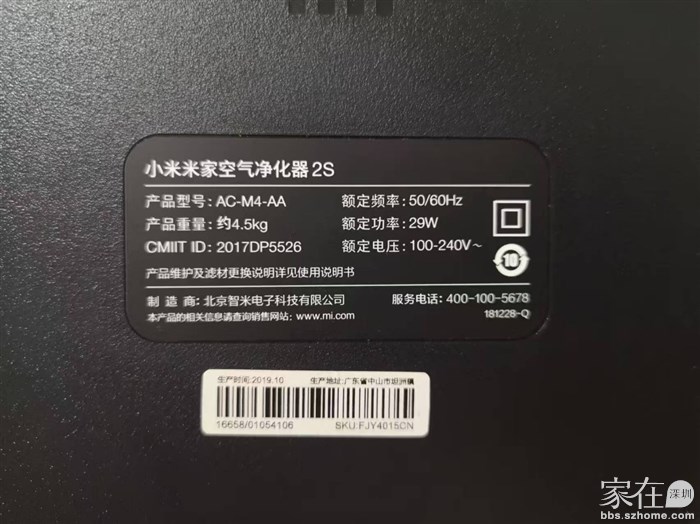 小米米家空气净化器 2S
产品型号: AC-M4-AA 额定频率: 50/60Hz
产品重量: 约4.5kg 额定功率: 29W
CMIIT ID: 2017DP5526 额定电压: 100-240V~
10
产品维护及滤材更换说明详见使用说明书
制 造 商: 北京智米电子科技有限公司 服务电话: 400-100-5678
本产品的相关信息请查询销售网站: www.mi.com 181228-Q
生产时间:2019.10 生产地址:广东省中山市坦洲镇
16658/01054106 SKU:FJY4015CN
家在深圳
bbs.szhome.com